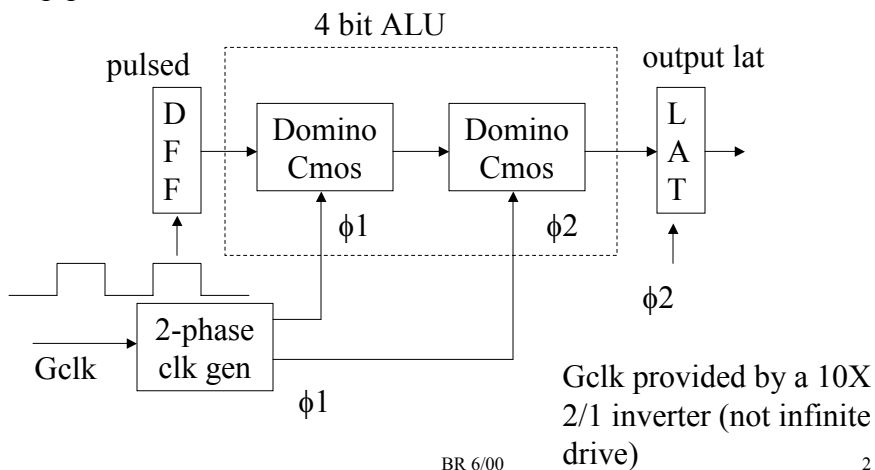 4 bit ALU
pulsed
output lat
D
F
F
Domino
Cmos
Domino
Cmos
L
A
T
ϕ1
ϕ2
ϕ2
2-phase
clk gen
Gclk
ϕ1
Gclk provided by a 10X
2/1 inverter (not infinite
drive)
BR 6/00
2